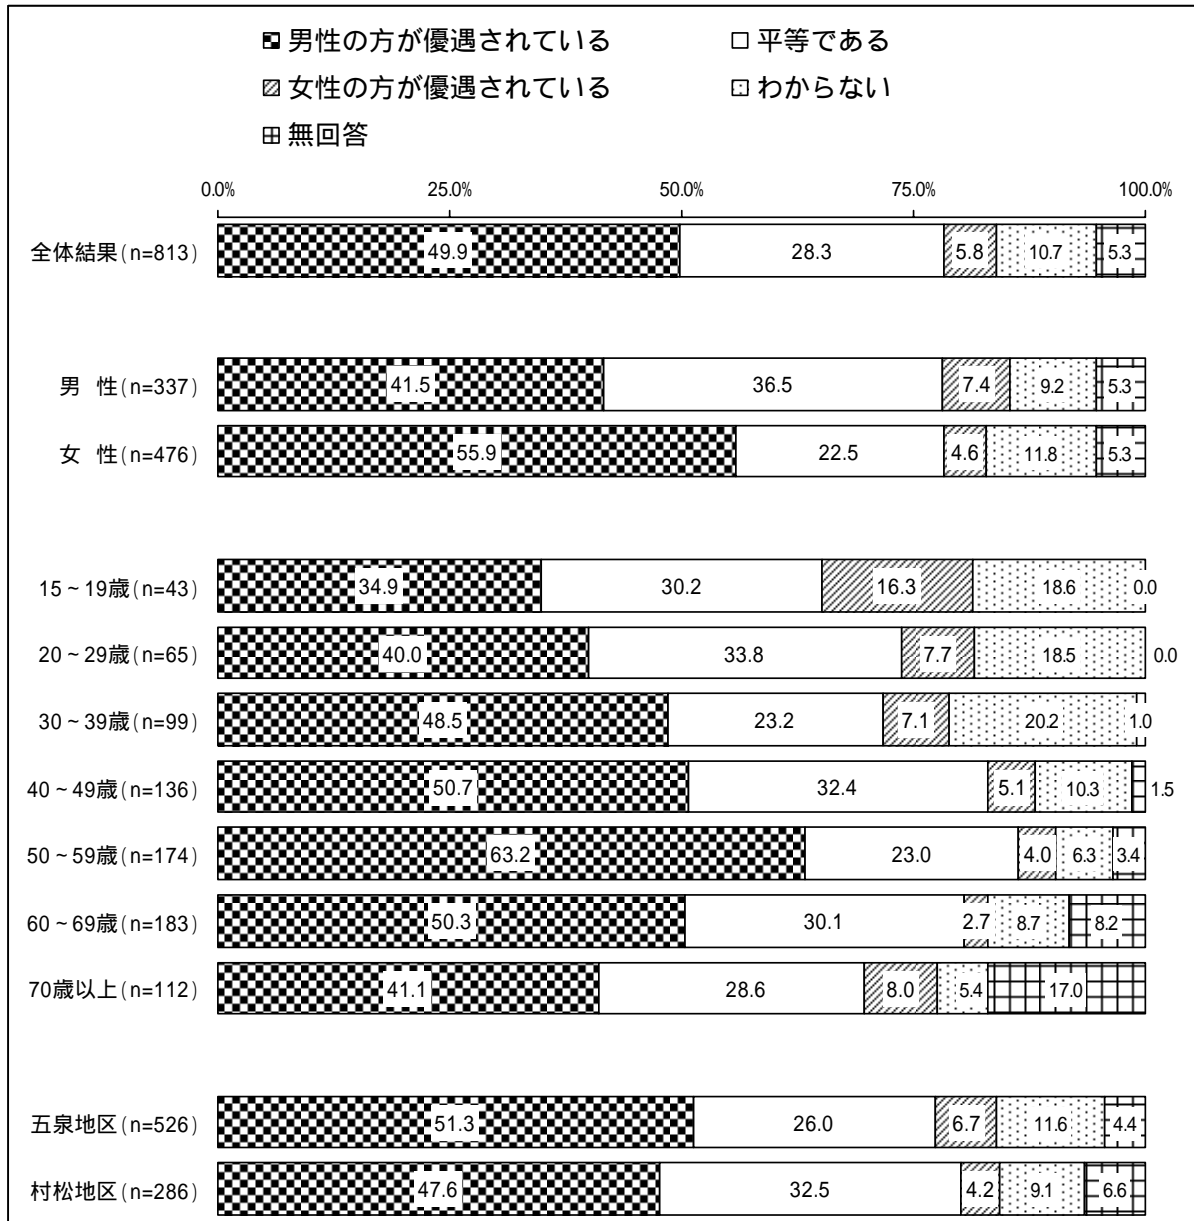 男性の方が優遇されている 平等である
女性の方が優遇されている わからない
無回答
0.0% 25.0% 50.0% 75.0% 100.0%
全体結果(n=813) 49.9 28.3 5.8 10.7 5.3
男 性(n=337) 41.5 36.5 7.4 9.2 5.3
女 性(n=476) 55.9 22.5 4.6 11.8 5.3
15~19歳(n=43) 34.9 30.2 16.3 18.6 0.0
20~29歳(n=65) 40.0 33.8 7.7 18.5 0.0
30~39歳(n=99) 48.5 23.2 7.1 20.2 1.0
40~49歳(n=136) 50.7 32.4 5.1 10.3 1.5
50~59歳(n=174) 63.2 23.0 4.0 6.3 3.4
60~69歳(n=183) 50.3 30.1 2.7 8.7 8.2
70歳以上(n=112) 41.1 28.6 8.0 5.4 17.0
五泉地区(n=526) 51.3 26.0 6.7 11.6 4.4
村松地区(n=286) 47.6 32.5 4.2 9.1 6.6